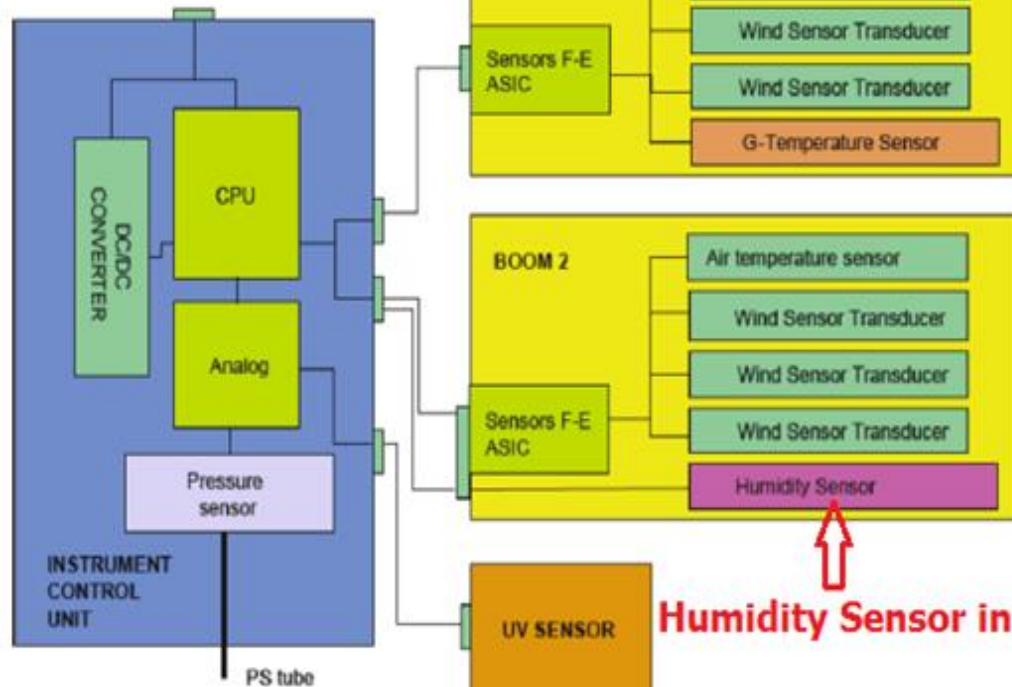 DC/DC
CONVERTER
CPU
Analog
Pressure
sensor
INSTRUMENT
CONTROL
UNIT
PS tube
Sensors F-E
ASIC
Wind Sensor Transducer
Wind Sensor Transducer
G-Temperature Sensor
BOOM 2
Air temperature sensor
Wind Sensor Transducer
Wind Sensor Transducer
Wind Sensor Transducer
Sensors F-E
ASIC
Humidity Sensor
UV SENSOR
Humidity Sensor in